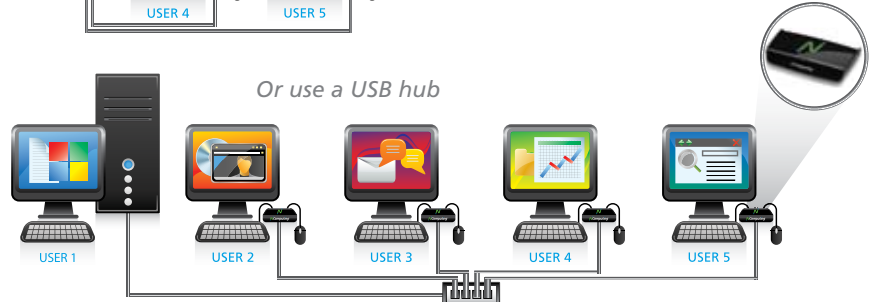 USER 4
USER 5
Or use a USB hub
N
N
N
N
N
USER 1
USER 2
USER 3
USER 4
USER 5